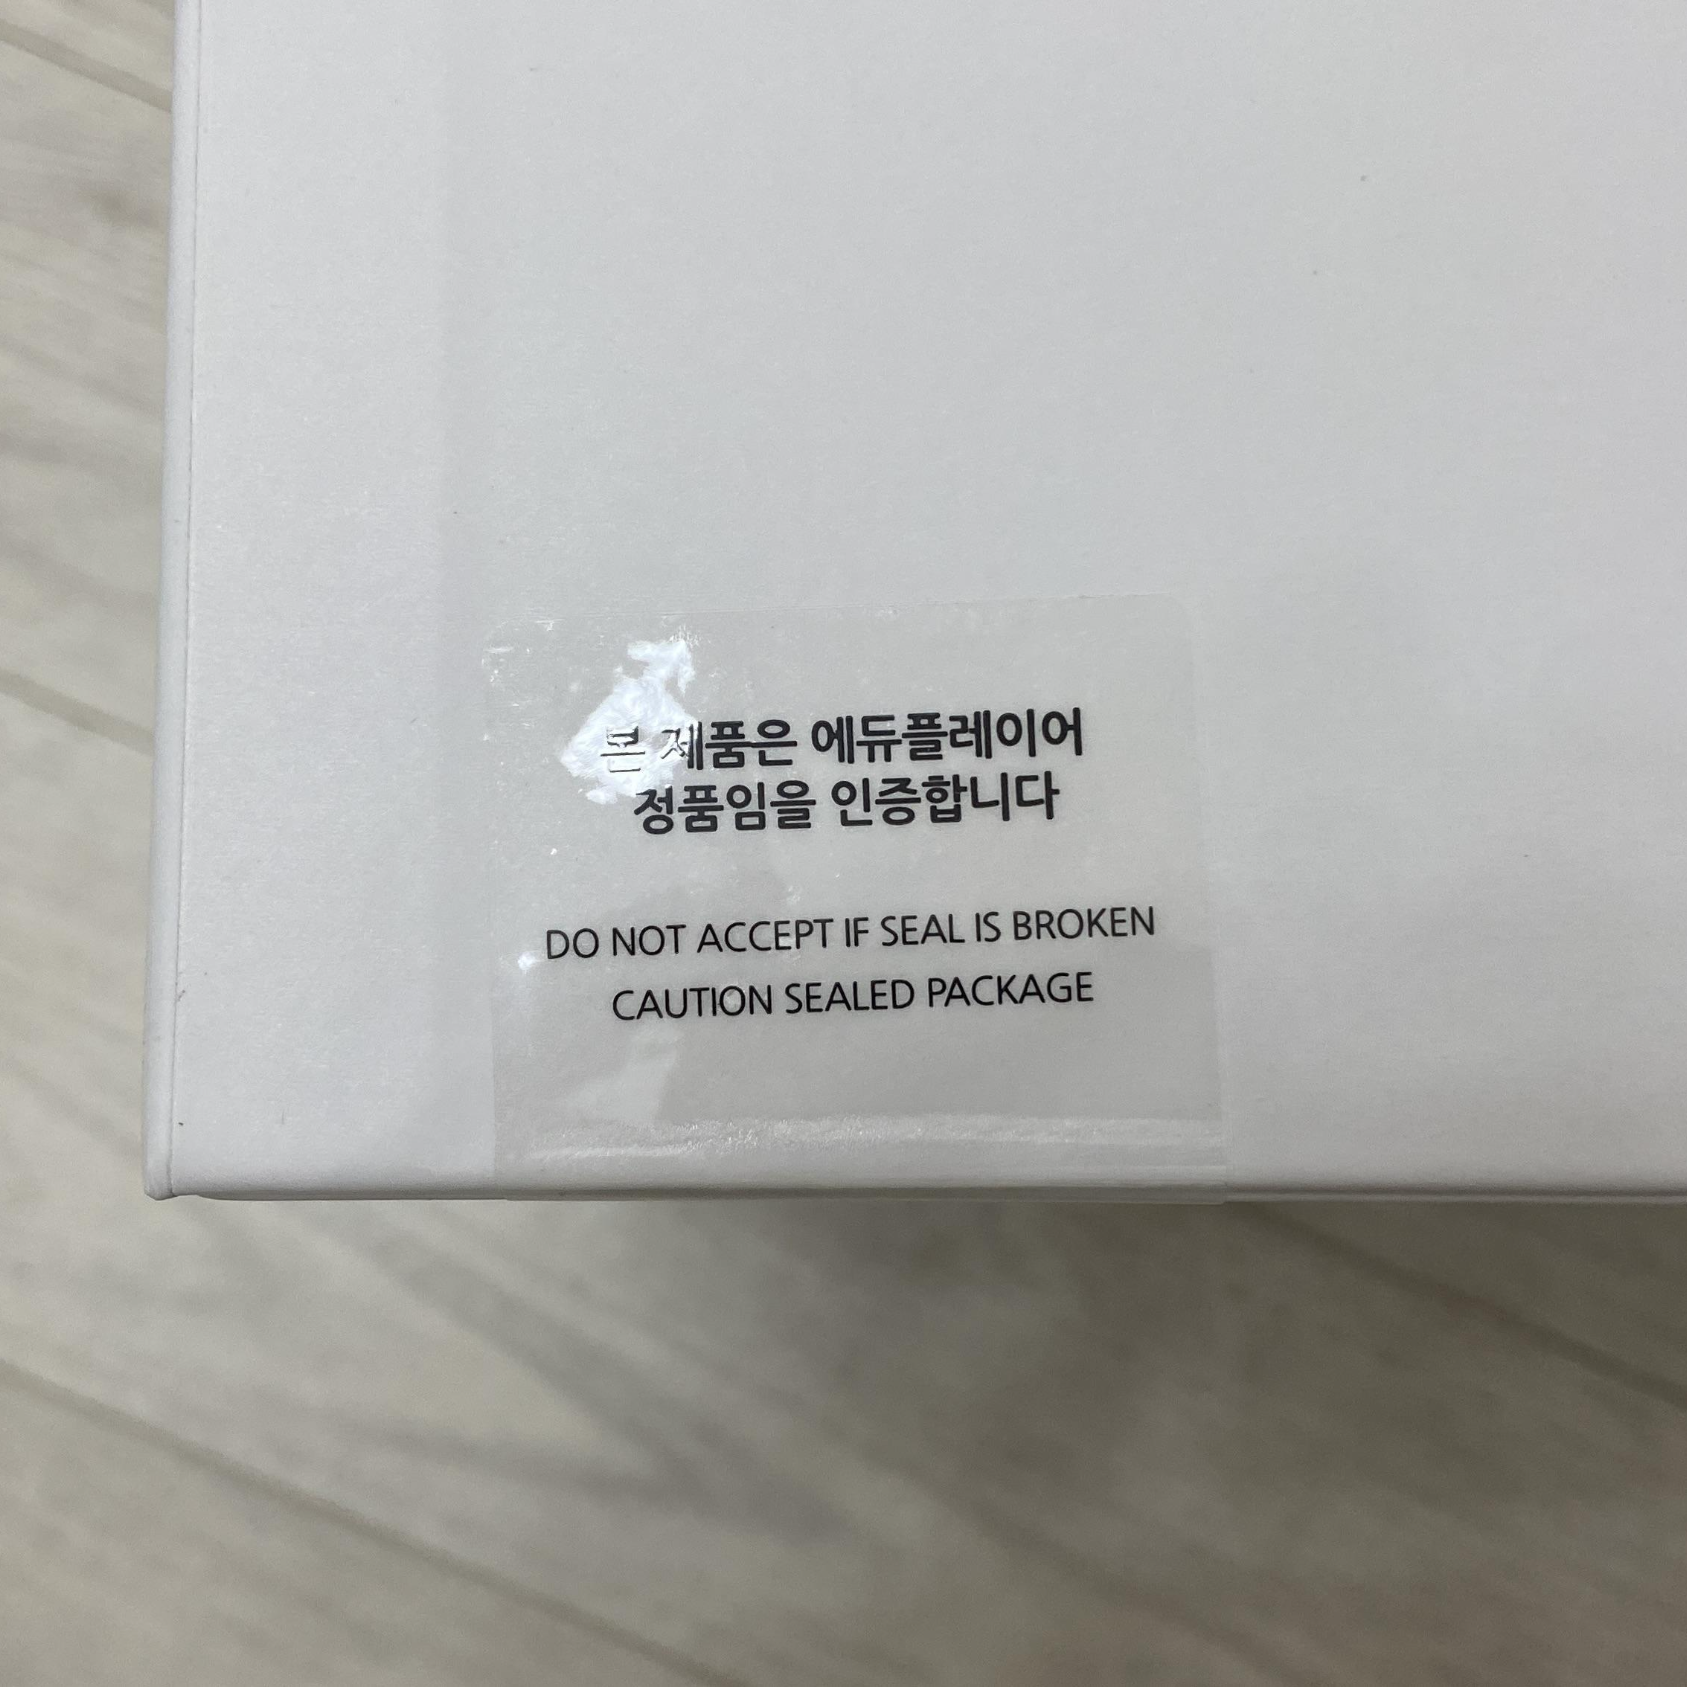 본 제품은 에듀플레이어
정품임을 인증합니다
DO NOT ACCEPT IF SEAL IS BROKEN
CAUTION SEALED PACKAGE